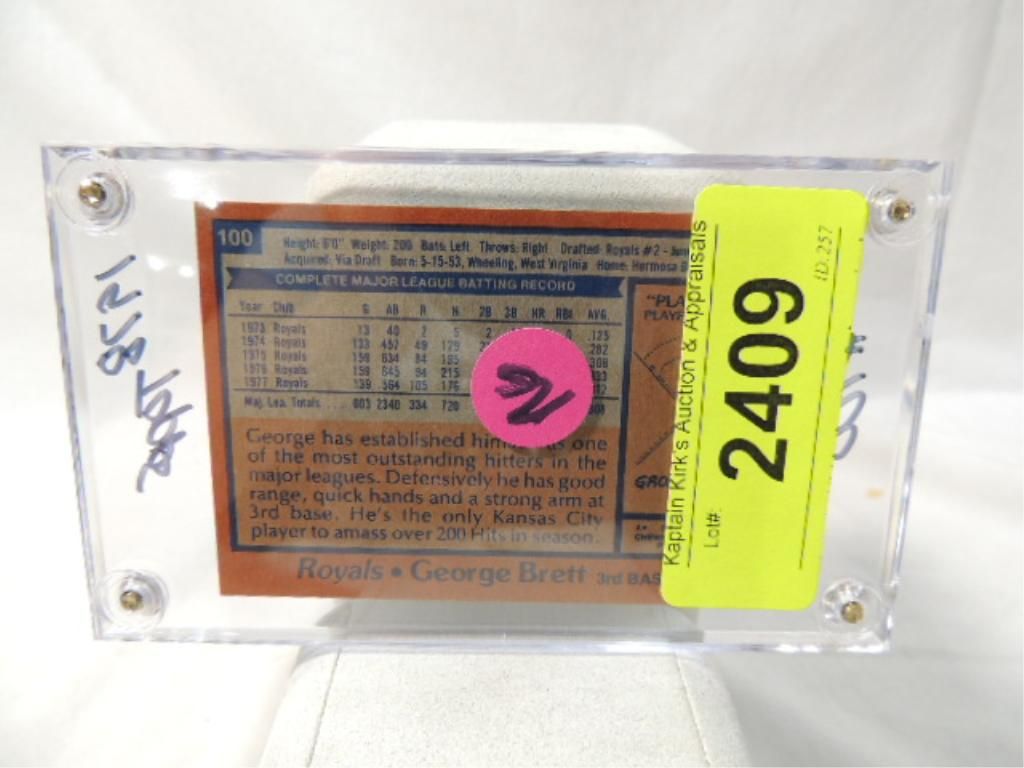 100
Height: 6'0" Weight: 200 Bats: Left Throws: Right Drafted: Royals #2 -
Acquired: Via Draft Born: 5-15-53, Wheeling, West Virginia Home: Hermosa
COMPLETE MAJOR LEAGUE BATTING RECORD
Year Club G AB R H 2B 3B HR RBI AVG.
1973 Royals 13 40 2 5 2 0 .125
1974 Royals 133 457 49 129 .282
1975 Royals 159 634 84 195 .308
1976 Royals 159 645 94 215
1977 Royals 139 564 105 176
Maj. Lea. Totals 603 2340 334 720
George has established as one
of the most outstanding hitters in the
major leagues. Defensively he has good
range, quick hands and a strong arm at
3rd base. He's the only Kansas City
player to amass over 200 Hits in season.
Royals • George Brett 3rd BAS
"PLA
PLAYE
GRO
Kaptain Kirk's Auction & Appraisals
Lot#:
2409
ID:257